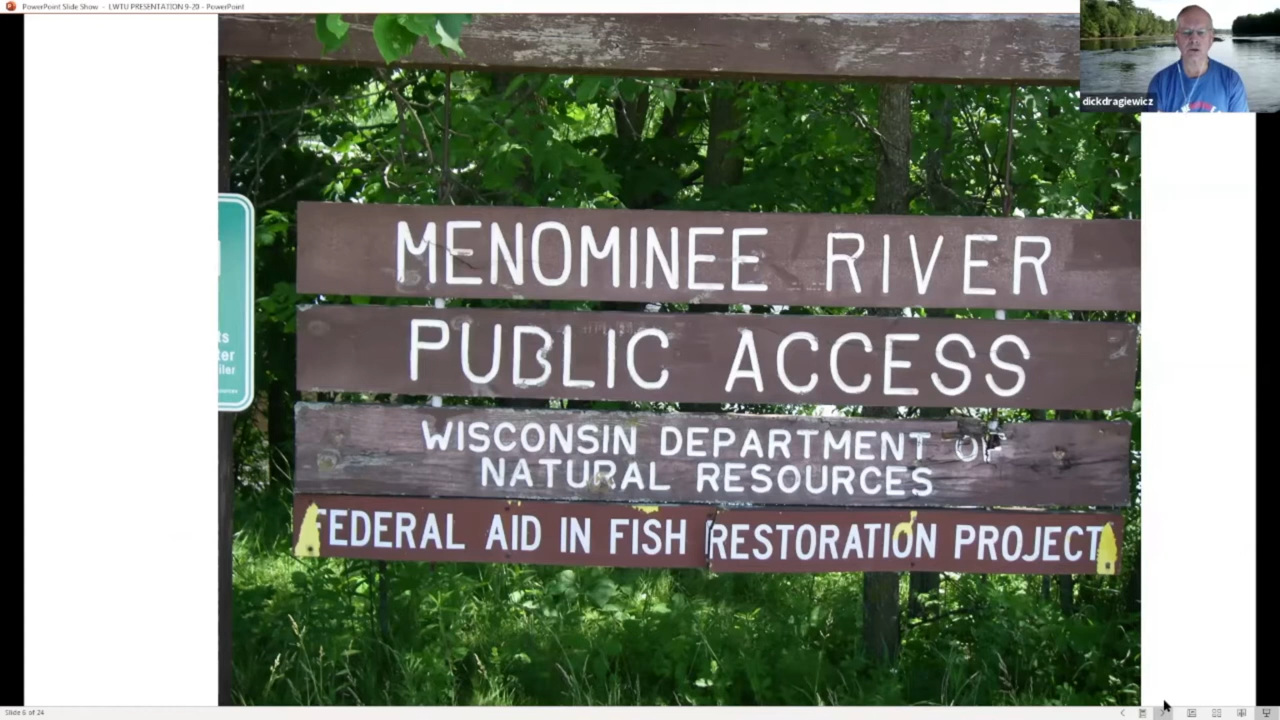 PowerPoint Slide Show - LWTU PRESENTATION 9-20 - PowerPoint
dickdragiewicz
MENOMINEE RIVER
PUBLIC ACCESS
WISCONSIN DEPARTMENT OF
NATURAL RESOURCES
FEDERAL AID IN FISH RESTORATION PROJECT
Slide 6 of 24